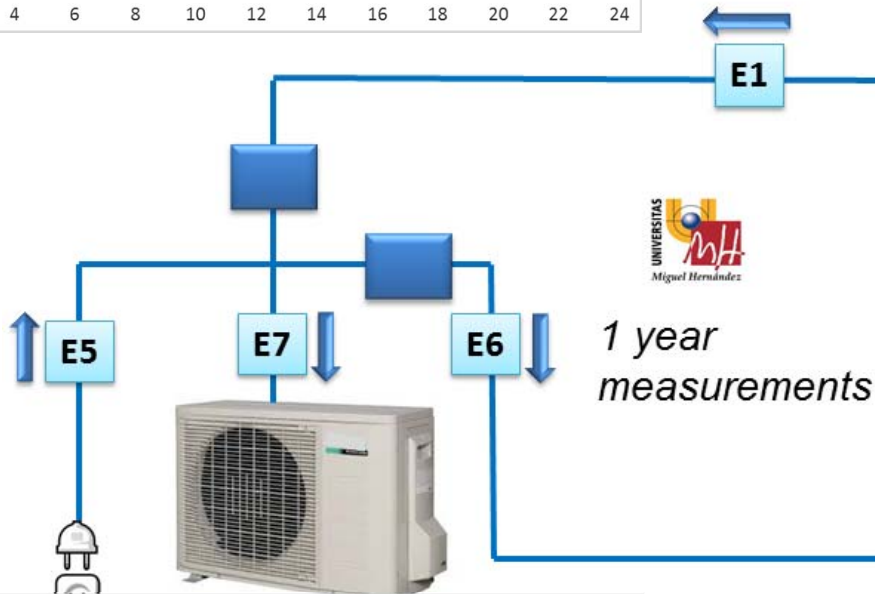 4 6 8 10 12 14 16 18 20 22 24
E1
UNIVERSITAS
Miguel Hernández
E5
E7
E6
1 year
measurements